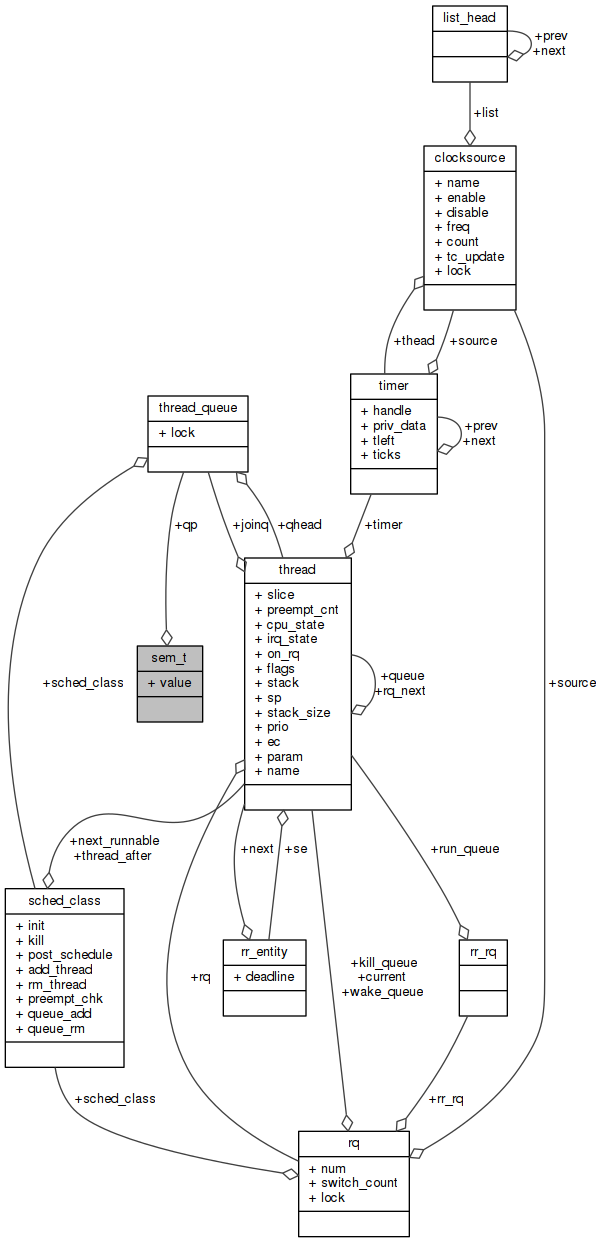 list_head
+prev
+next
+list
clocksource
+ name
+ enable
+ disable
+ freq
+ count
+ tc_update
+ lock
+thead
+source
timer
+ handle
+ priv_data
+ tleft
+ ticks
+prev
+next
thread_queue
+ lock
+qp
+joinq
+qhead
+timer
thread
+ slice
+ preempt_cnt
+ cpu_state
+ irq_state
+ on_rq
+ flags
+ stack
+ sp
+ stack_size
+ prio
+ ec
+ param
+ name
sem_t
+ value
+queue
+rq_next
+sched_class
+source
+next_runnable
+thread_after
+next
+se
+run_queue
sched_class
+ init
+ kill
+ post_schedule
+ add_thread
+ rm_thread
+ preempt_chk
+ queue_add
+ queue_rm
rr_entity
+ deadline
rr_rq
+rq
+kill_queue
+current
+wake_queue
+sched_class
+rr_rq
rq
+ num
+ switch_count
+ lock